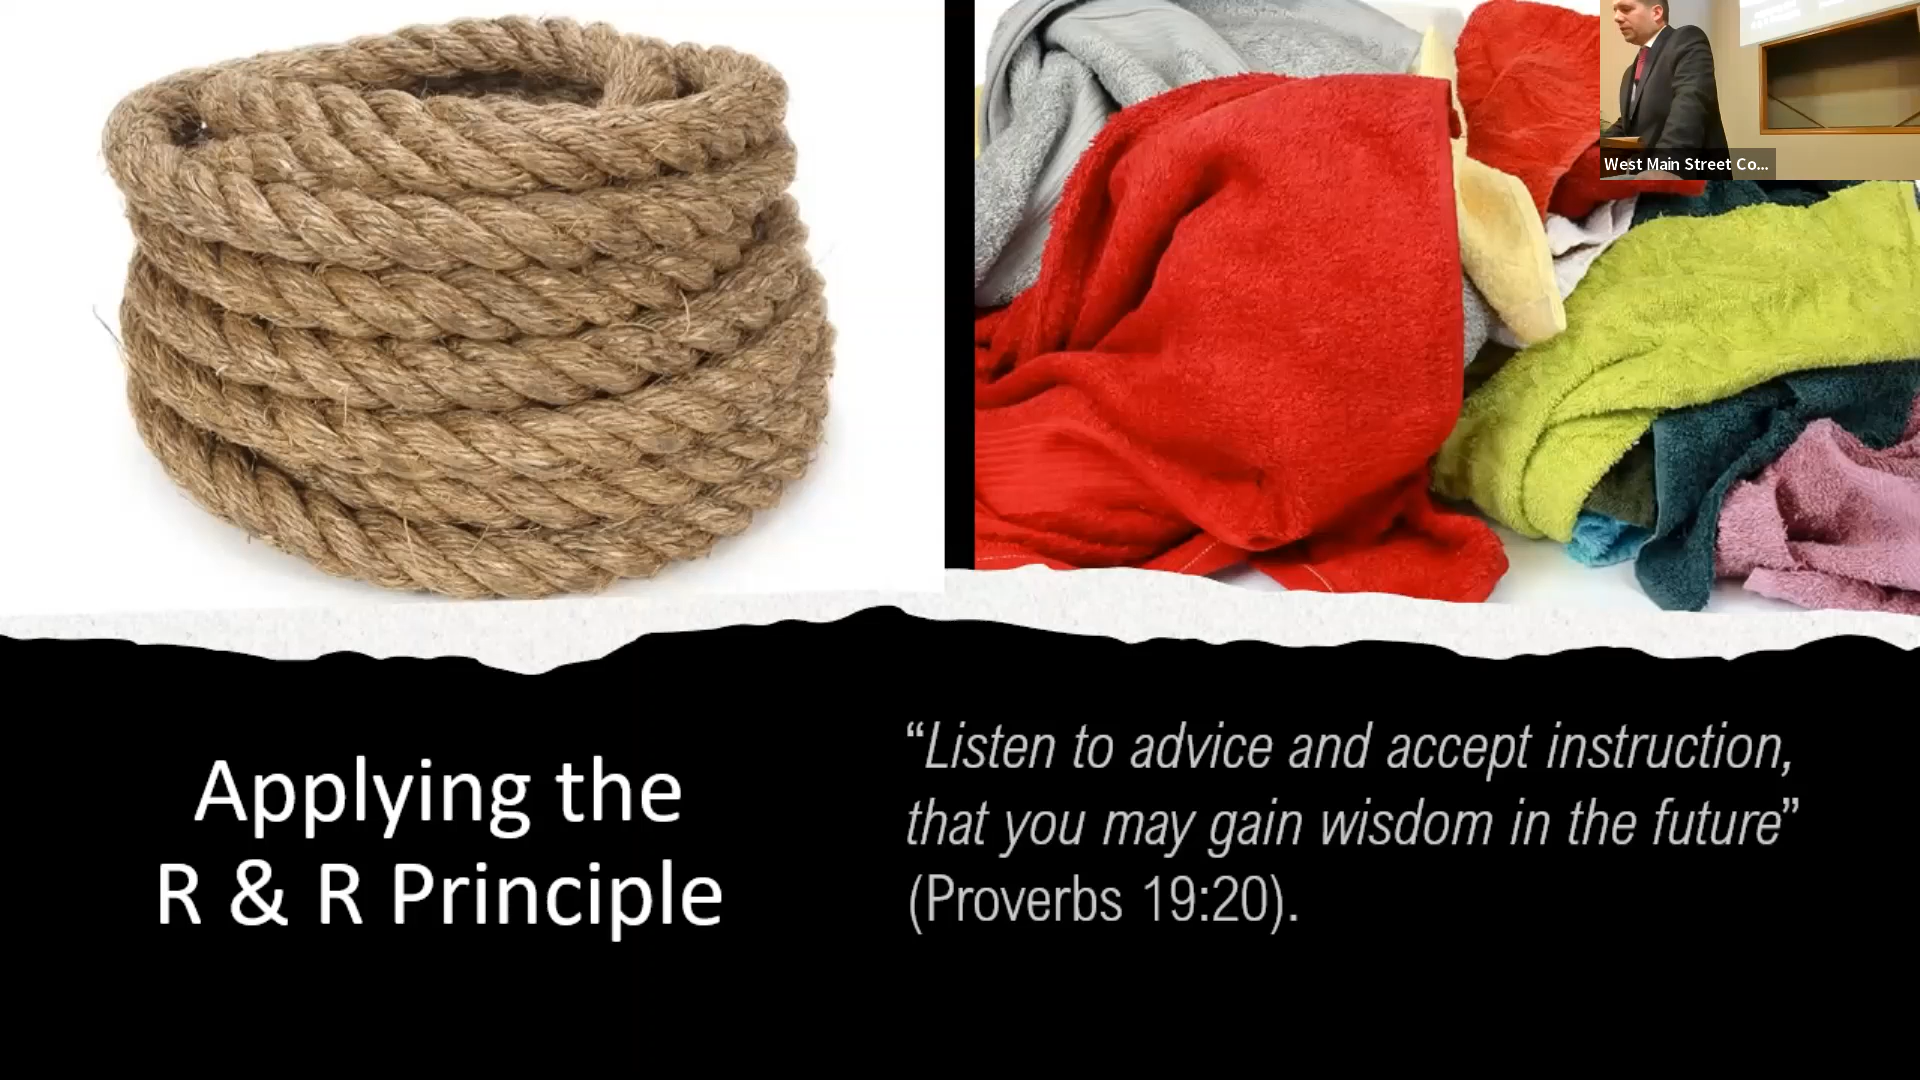 West Main Street Co...
Applying the
R & R Principle
“Listen to advice and accept instruction,
that you may gain wisdom in the future”
(Proverbs 19:20).